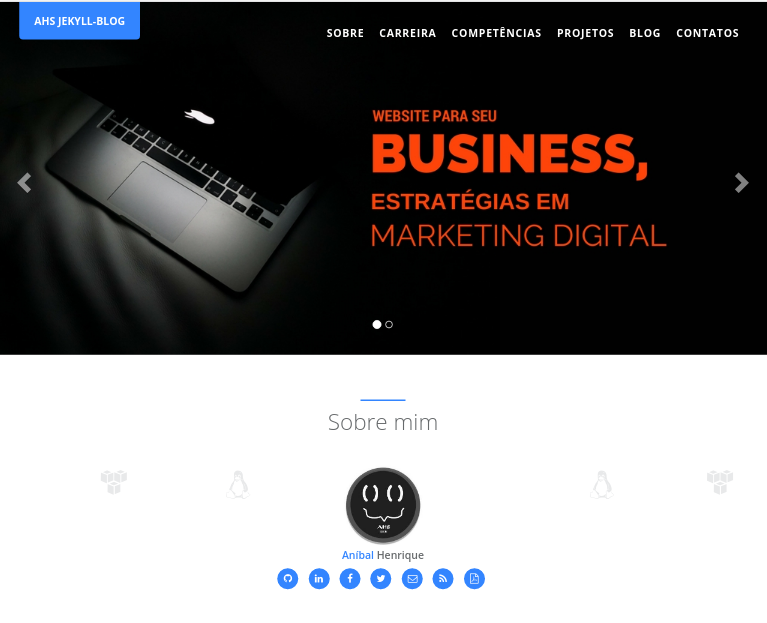 AHS JEKYLL-BLOG
SOBRE CARREIRA COMPETÊNCIAS PROJETOS BLOG CONTATOS
WEBSITE PARA SEU
BUSINESS,
ESTRATÉGIAS EM
MARKETING DIGITAL
Sobre mim
AHS
Aníbal Henrique